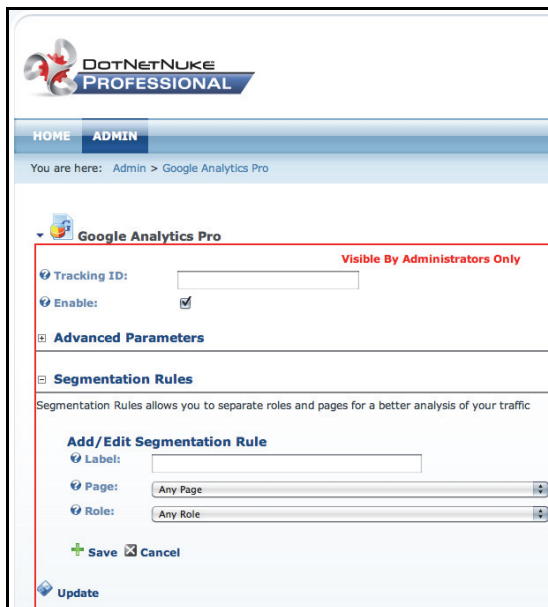 DOTNETNUKE
PROFESSIONAL
HOME ADMIN
You are here: Admin > Google Analytics Pro
Google Analytics Pro
Visible By Administrators Only
Tracking ID:
Enable:
Advanced Parameters
Segmentation Rules
Segmentation Rules allows you to separate roles and pages for a better analysis of your traffic
Add/Edit Segmentation Rule
Label:
Page: Any Page
Role: Any Role
Save Cancel
Update